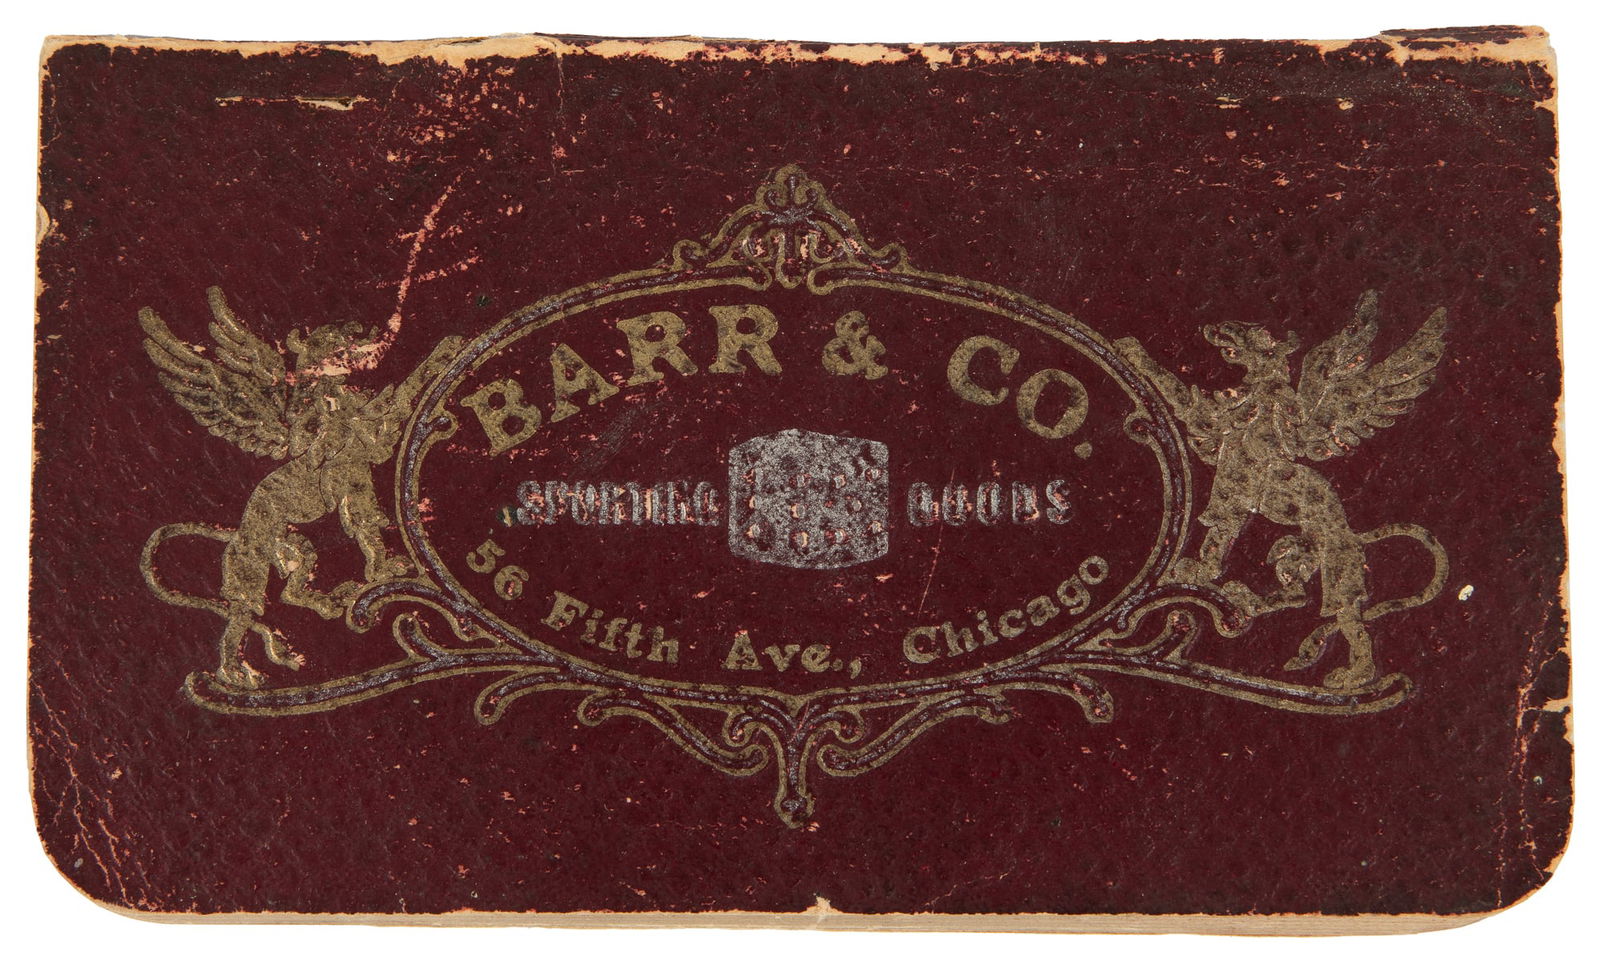 BARR & CO.
SPORTING GOODS
56 Fifth Ave., Chicago